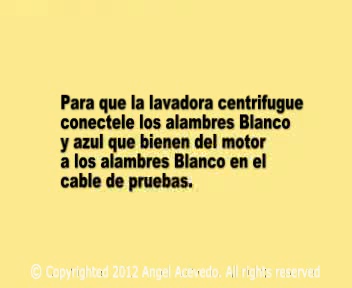 Para que la lavadora centrifugue
conectele los alambres Blanco
y azul que bienen del motor
a los alambres Blanco en el
cable de pruebas.
© Copyrighted 2012 Angel Acevedo. All rights reserved